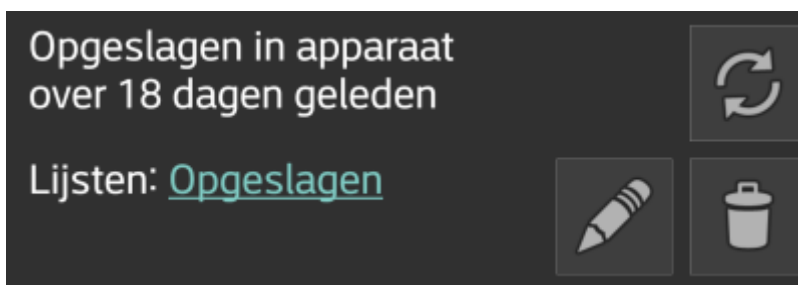 Opgeslagen in apparaat
over 18 dagen geleden
Lijsten: Opgeslagen